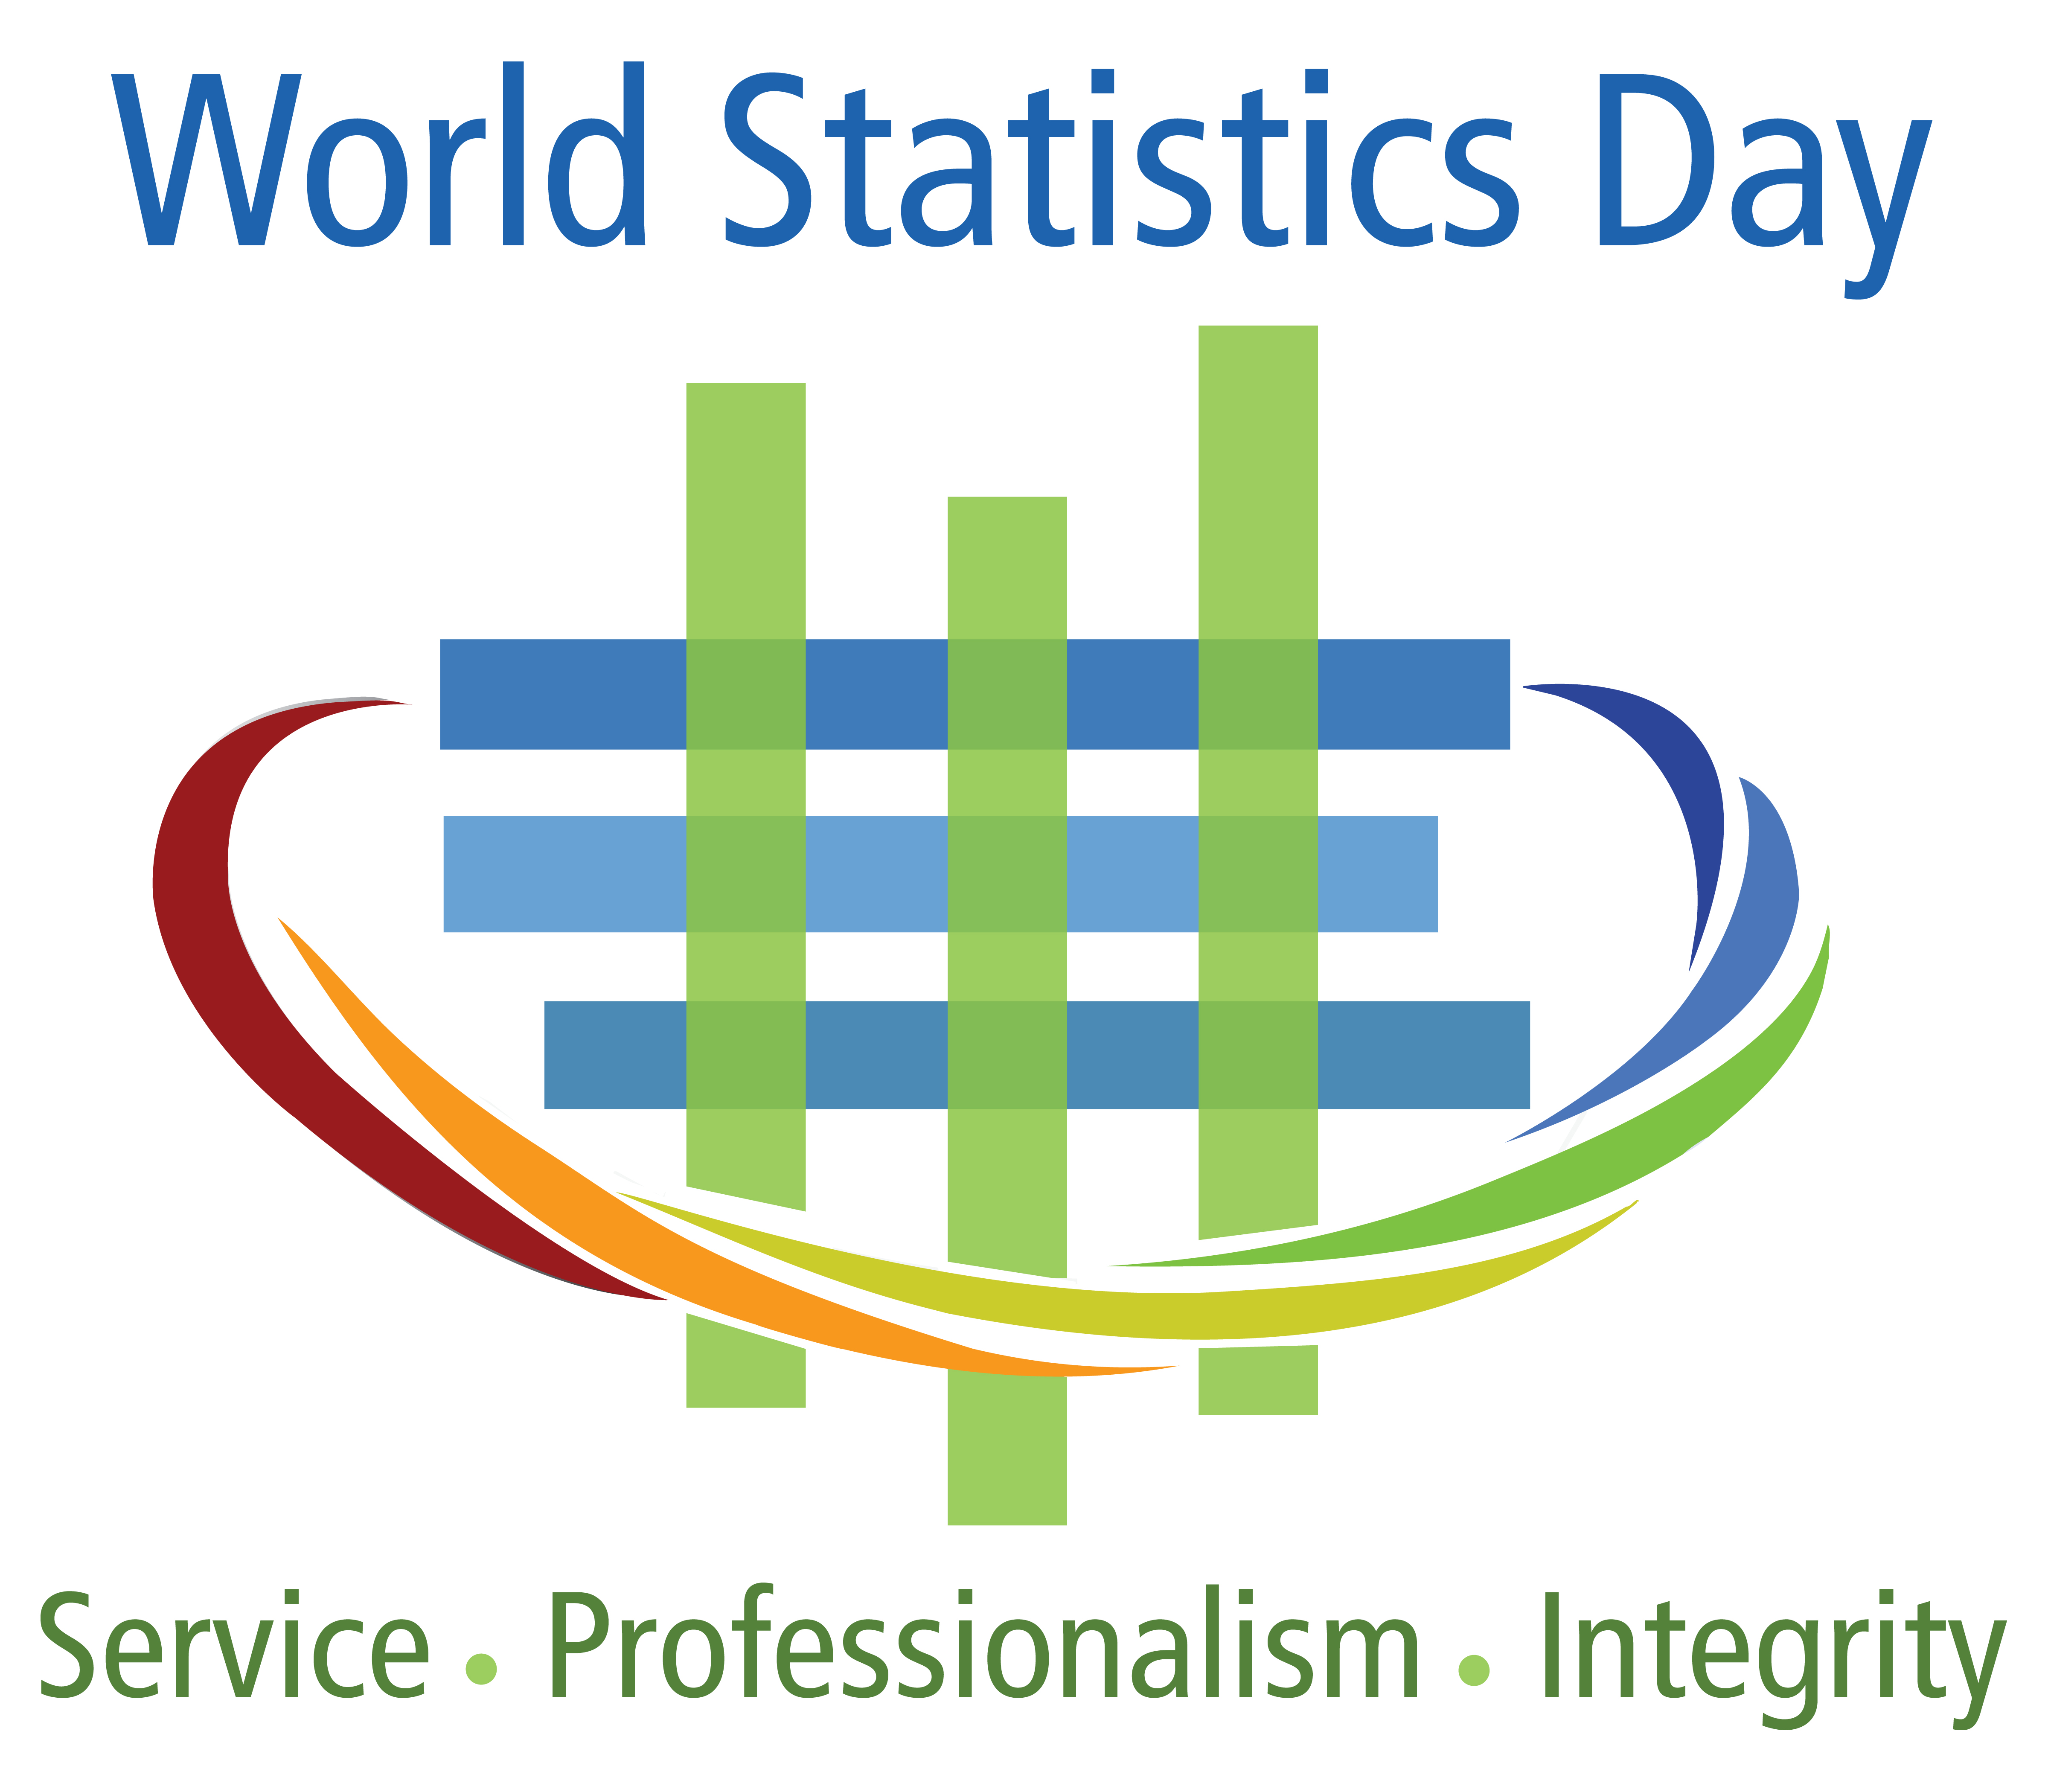 World Statistics Day
Service • Professionalism • Integrity